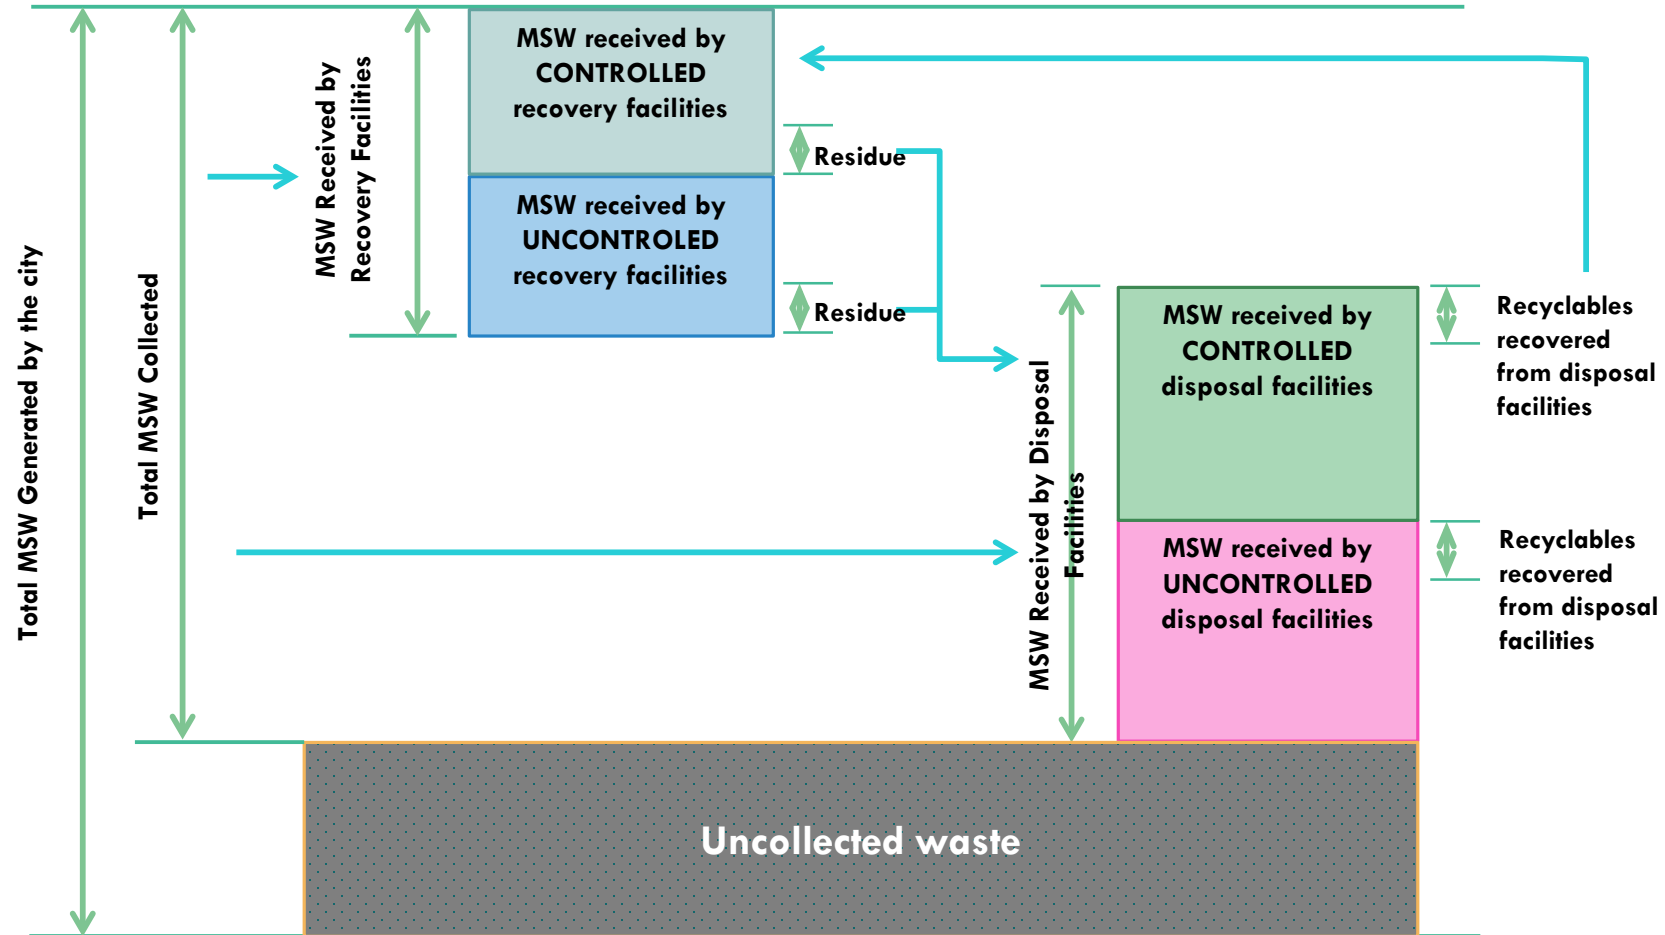 Total MSW Generated by the city
Total MSW Collected
MSW Received by
Recovery Facilities
MSW received by
CONTROLLED
recovery facilities
Residue
MSW received by
UNCONTROLED
recovery facilities
Residue
MSW Received by Disposal
Facilities
MSW received by
CONTROLLED
disposal facilities
Recyclables
recovered
from disposal
facilities
MSW received by
UNCONTROLLED
disposal facilities
Recyclables
recovered
from disposal
facilities
Uncollected waste